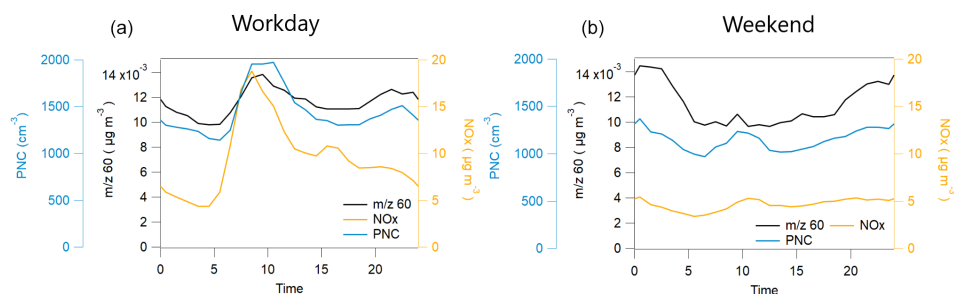 (a) Workday
2000
1500
1000
500
0
PNC (cm⁻³)
14 x10⁻³
12
10
8
6
4
2
0
m/z 60 ( µg m⁻³)
20
15
10
5
0
NOx ( µg m⁻³)
m/z 60
NOx
PNC
0 5 10 15 20
Time
(b) Weekend
2000
1500
1000
500
0
PNC (cm⁻³)
14 x10⁻³
12
10
8
6
4
2
0
m/z 60 ( µg m⁻³)
20
15
10
5
0
NOx ( µg m⁻³)
m/z 60 NOx
PNC
0 5 10 15 20
Time